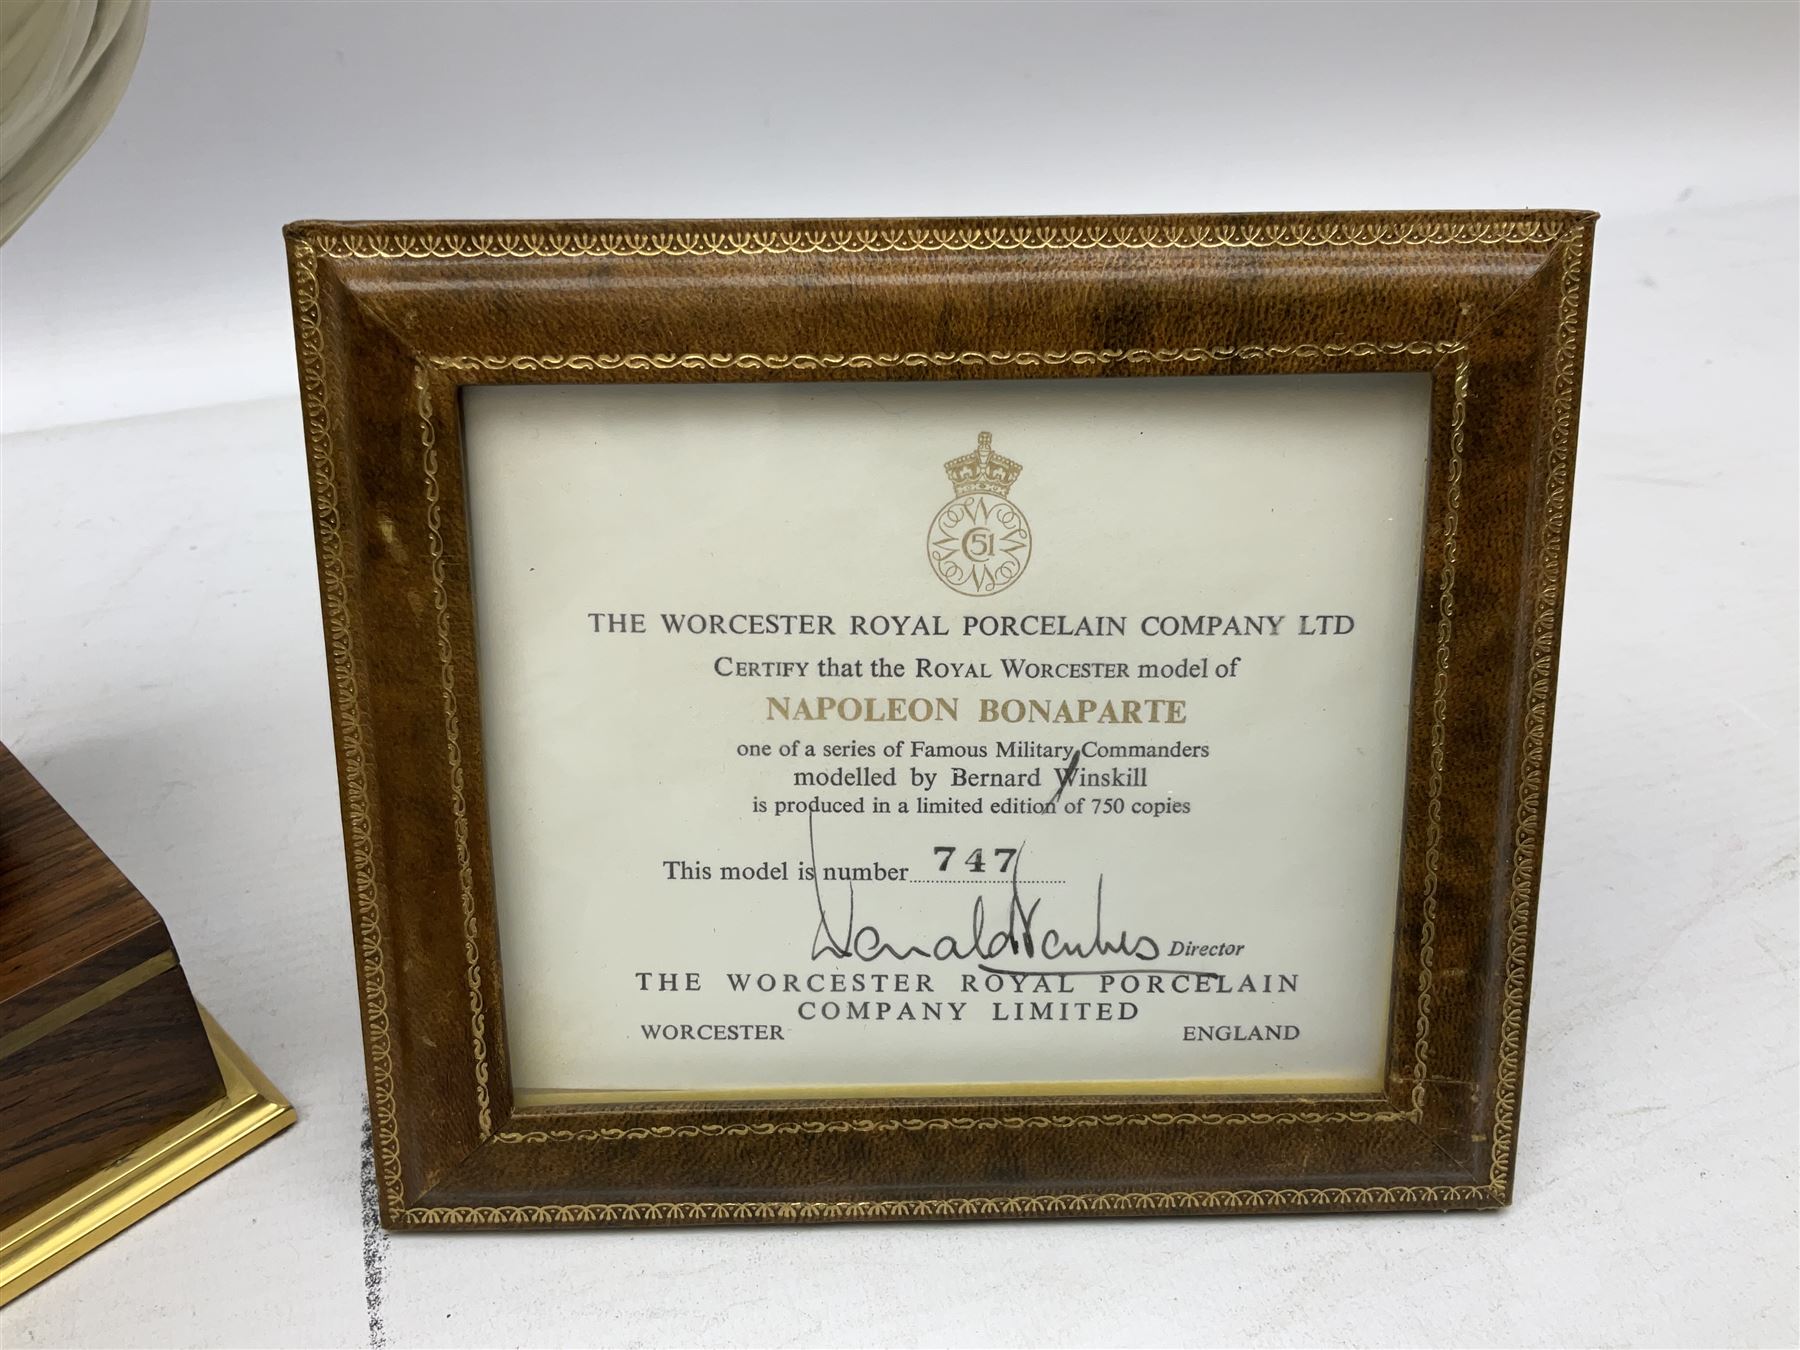 51
THE WORCESTER ROYAL PORCELAIN COMPANY LTD
CERTIFY that the ROYAL WORCESTER model of
NAPOLEON BONAPARTE
one of a series of Famous Military Commanders
modelled by Bernard Winskill
is produced in a limited edition of 750 copies
This model is number 747
Donald Director
THE WORCESTER ROYAL PORCELAIN
COMPANY LIMITED
WORCESTER ENGLAND